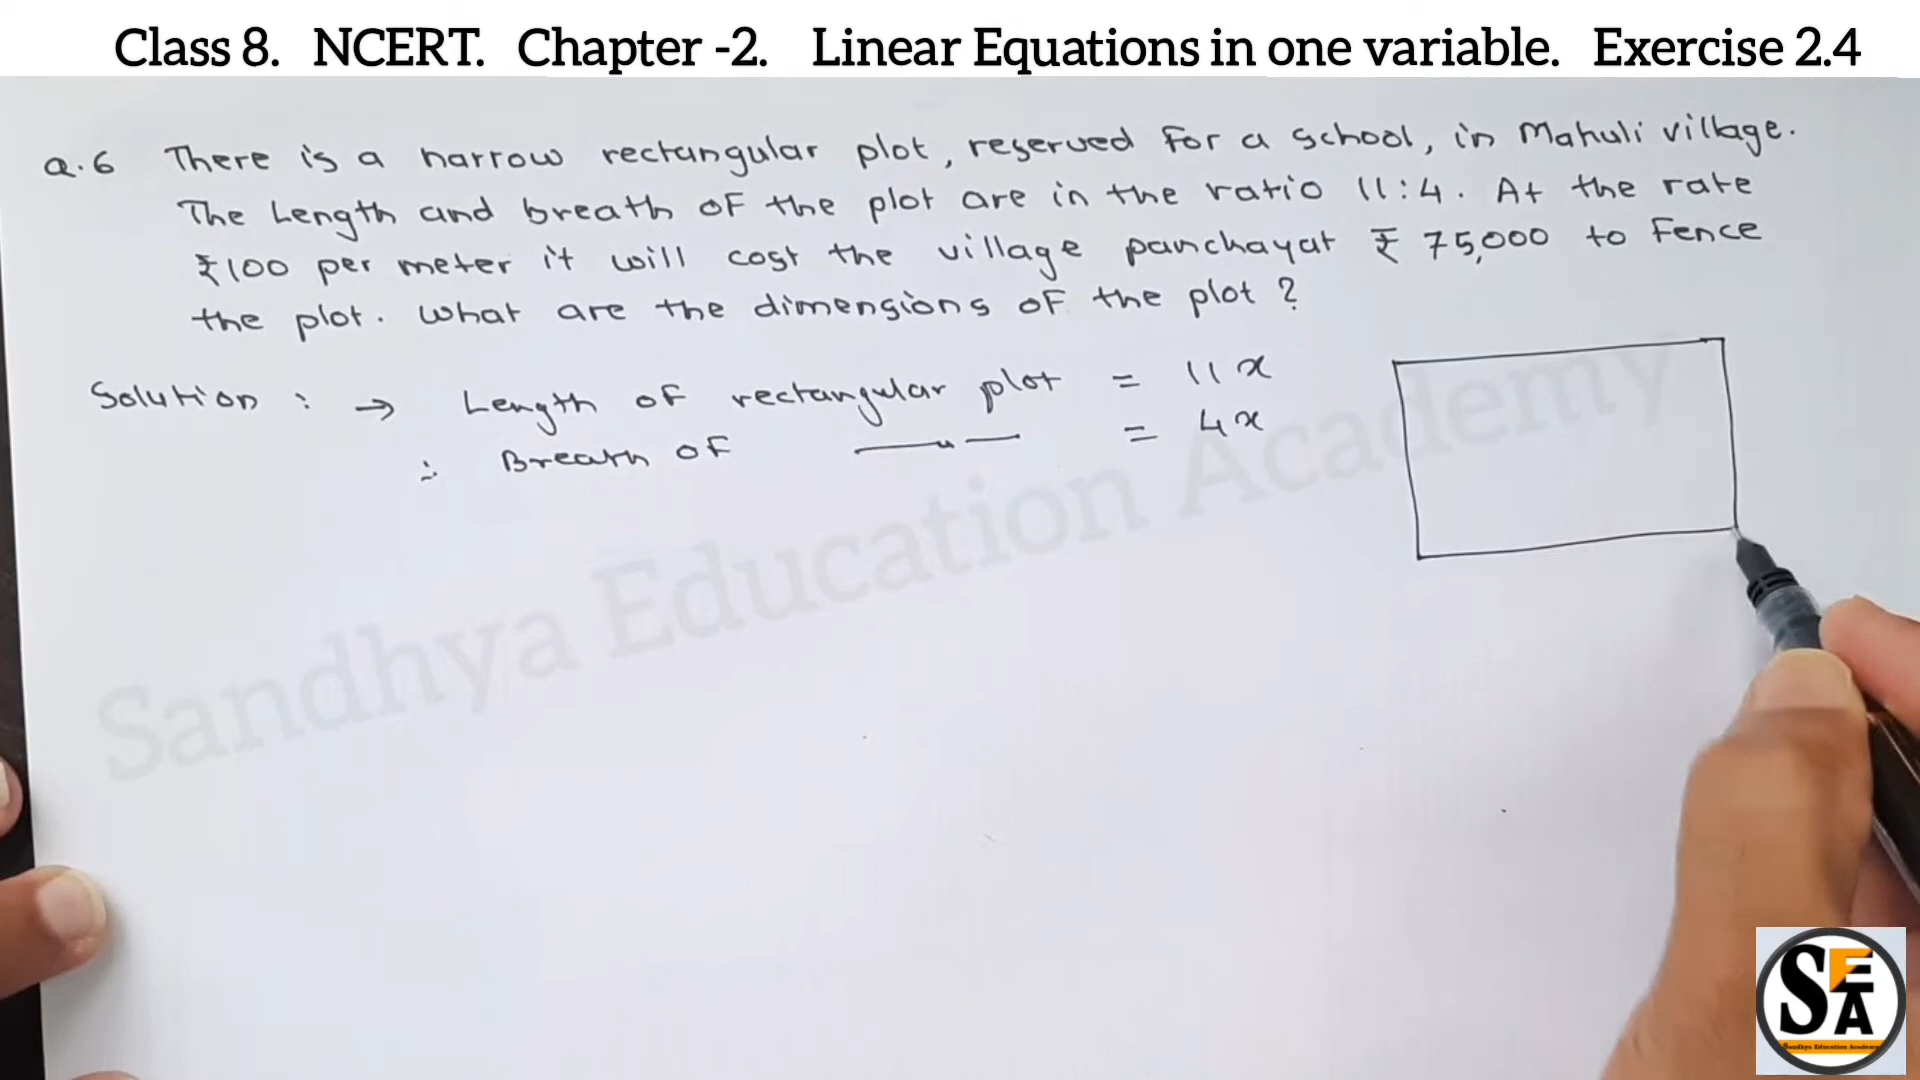 Class 8. NCERT. Chapter -2. Linear Equations in one variable. Exercise 2.4
Q.6 There is a narrow rectangular plot, reserved for a school, in Mahuli village.
The Length and breath of the plot are in the ratio 11:4. At the rate
₹100 per meter it will cost the village panchayat ₹ 75,000 to Fence
the plot. What are the dimensions of the plot ?
Solution : → Length of rectangular plot = 11x
∴ Breath of —〃— = 4x
Sandhya Education Academy
SEA
Sandhya Education Academy